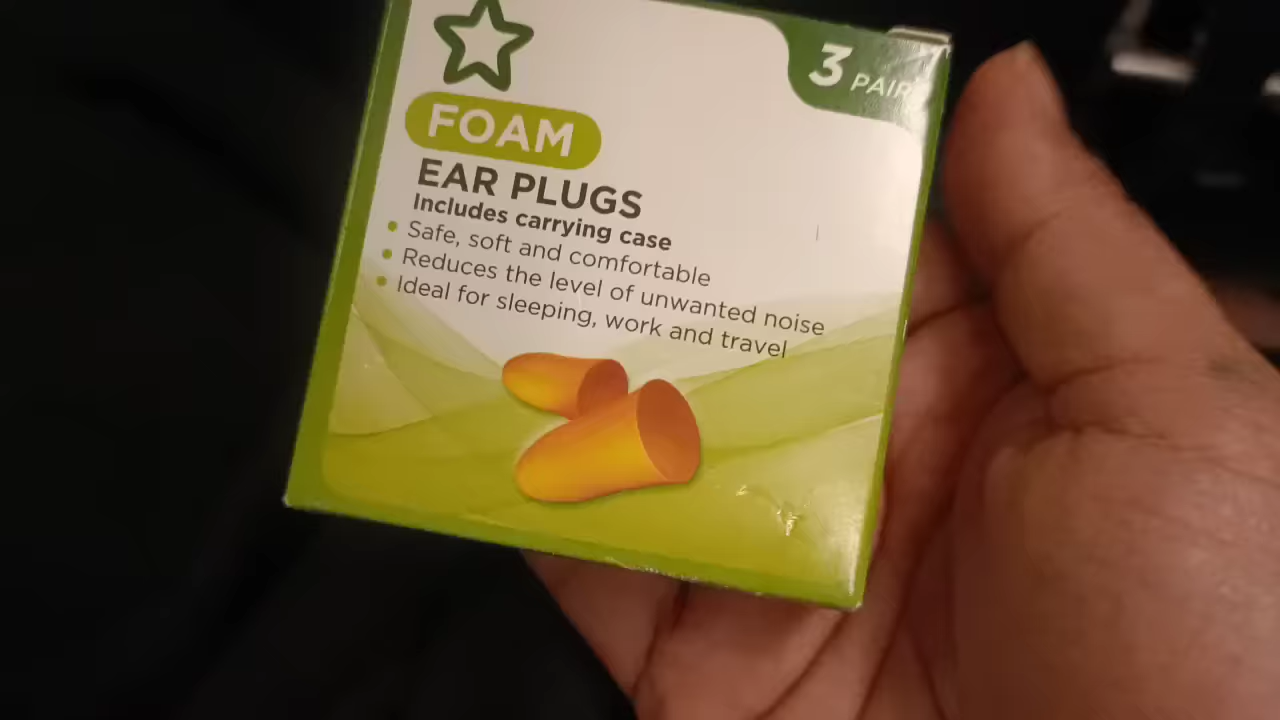 3 PAIR
FOAM
EAR PLUGS
Includes carrying case
• Safe, soft and comfortable
• Reduces the level of unwanted noise
• Ideal for sleeping, work and travel